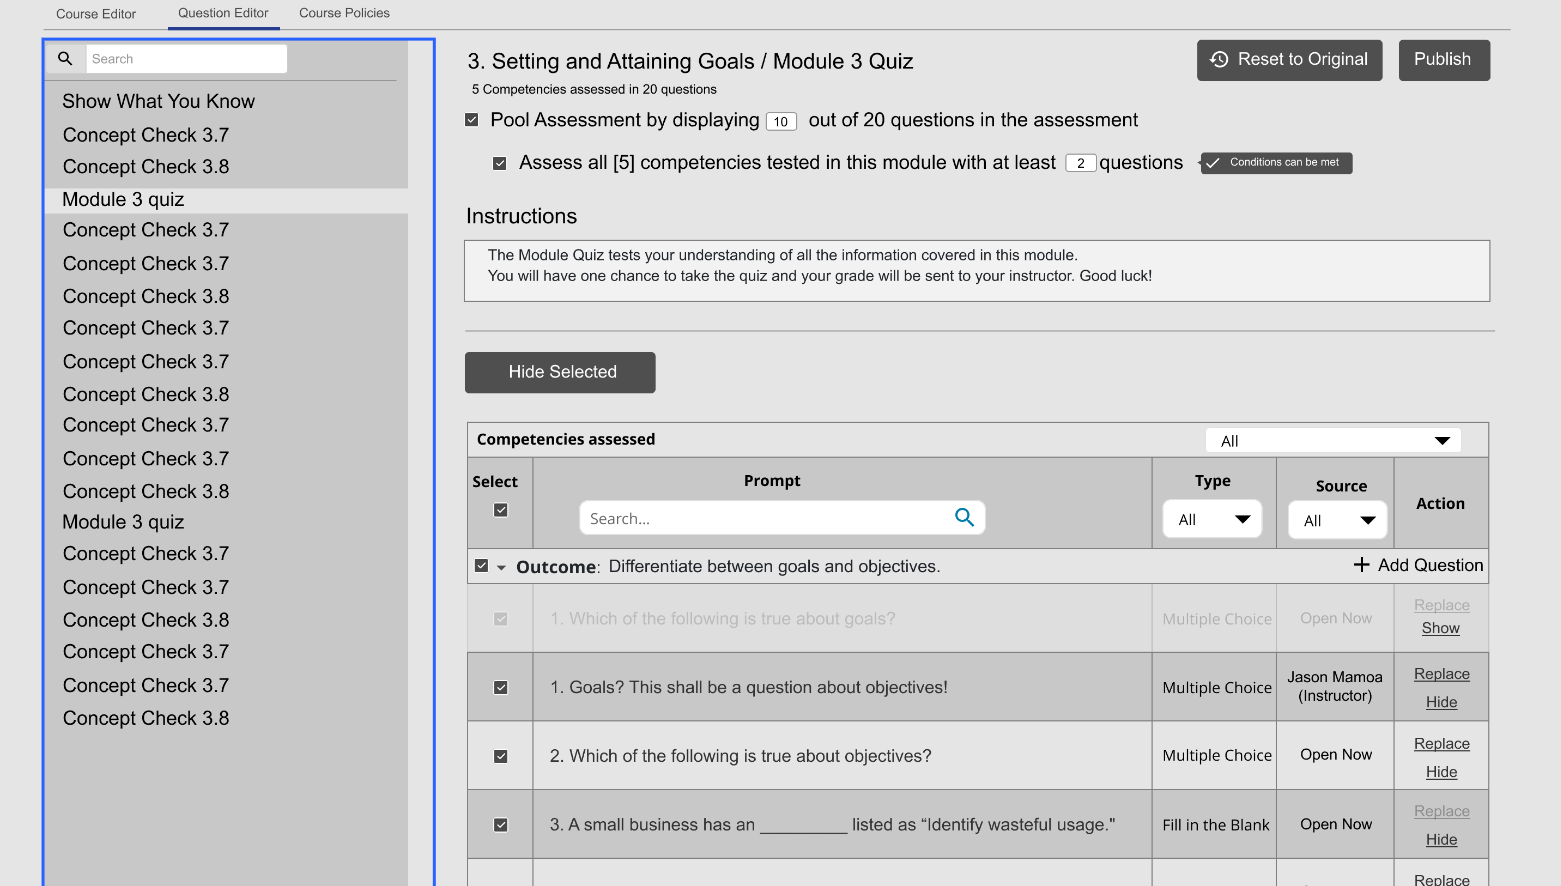 Course Editor
Question Editor
Course Policies
Search
Show What You Know
Concept Check 3.7
Concept Check 3.8
Module 3 quiz
Concept Check 3.7
Concept Check 3.7
Concept Check 3.8
Concept Check 3.7
Concept Check 3.7
Concept Check 3.8
Concept Check 3.7
Concept Check 3.7
Concept Check 3.8
Module 3 quiz
Concept Check 3.7
Concept Check 3.7
Concept Check 3.8
Concept Check 3.7
Concept Check 3.7
Concept Check 3.8
3. Setting and Attaining Goals / Module 3 Quiz
Reset to Original
Publish
5 Competencies assessed in 20 questions
Pool Assessment by displaying 10 out of 20 questions in the assessment
Assess all [5] competencies tested in this module with at least 2 questions
Conditions can be met
Instructions
The Module Quiz tests your understanding of all the information covered in this module.
You will have one chance to take the quiz and your grade will be sent to your instructor. Good luck!
Hide Selected
Competencies assessed
All
Select
Prompt
Search...
Type
All
Source
All
Action
Outcome: Differentiate between goals and objectives.
+ Add Question
1. Which of the following is true about goals?
Multiple Choice
Open Now
Replace
Show
1. Goals? This shall be a question about objectives!
Multiple Choice
Jason Mamoa
(Instructor)
Replace
Hide
2. Which of the following is true about objectives?
Multiple Choice
Open Now
Replace
Hide
3. A small business has an __________ listed as “Identify wasteful usage."
Fill in the Blank
Open Now
Replace
Hide
Replace